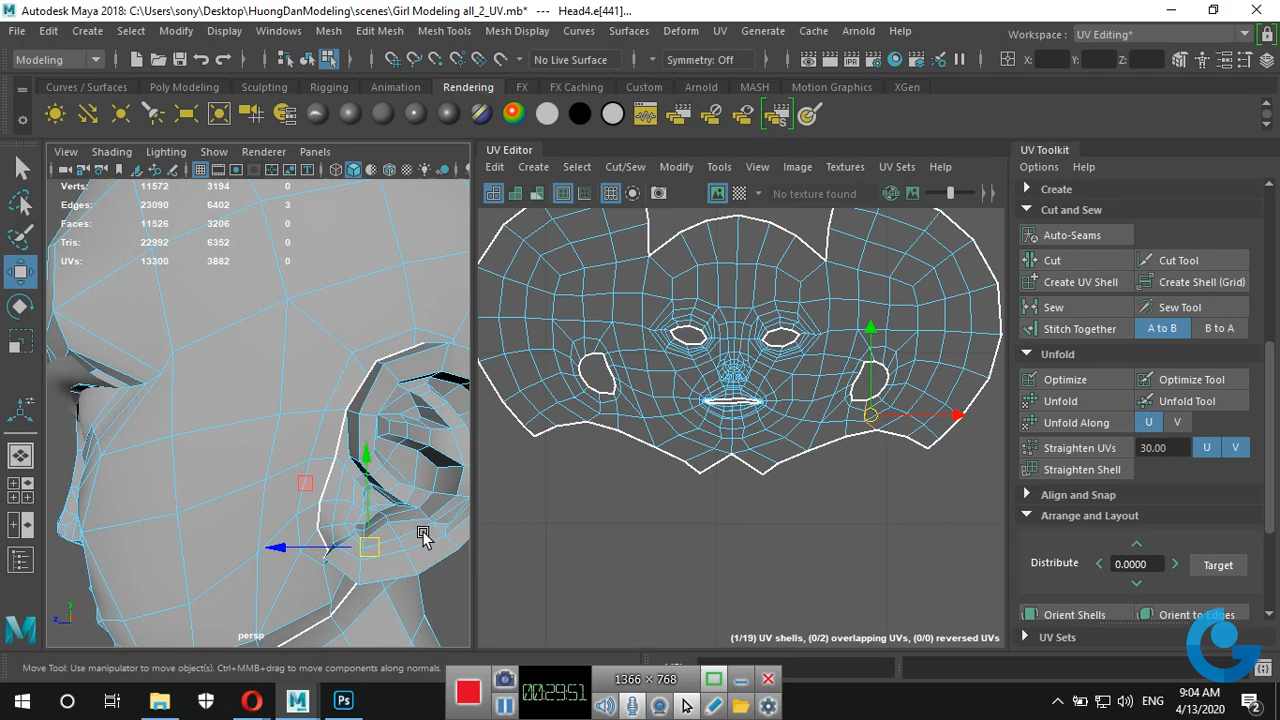 Autodesk Maya 2018: C:\Users\sony\Desktop\HuongDanModeling\scenes\Girl Modeling all_2_UV.mb* --- Head4.e[441]...
File Edit Create Select Modify Display Windows Mesh Edit Mesh Mesh Tools Mesh Display Curves Surfaces Deform UV Generate Cache Arnold Workspace: UV Editing*
Modeling No Live Surface Symmetry: Off X: Y: Z:
Curves / Surfaces Poly Modeling Sculpting Rigging Animation Rendering FX FX Caching Custom Arnold MASH Motion Graphics XGen
View Shading Lighting Show Renderer Panels
UV Editor
UV Toolkit
Edit Create Select Cut/Sew Modify Tools View Image Textures UV Sets Help
Options Help
No texture found
Verts: 11572 3194 0
Edges: 23090 6402 3
Faces: 11526 3206 0
Tris: 22992 6352 0
UVs: 13300 3882 0
Create
Cut and Sew
Auto-Seams
Cut Cut Tool
Create UV Shell Create Shell (Grid)
Sew Sew Tool
Stitch Together A to B B to A
Unfold
Optimize Optimize Tool
Unfold Unfold Tool
Unfold Along U V
Straighten UVs 30.00 U V
Straighten Shell
Align and Snap
Arrange and Layout
Distribute 0.0000 Target
Orient Shells Orient to Edges
UV Sets
persp
(1/19) UV shells, (0/2) overlapping UVs, (0/0) reversed UVs
Move Tool: Use manipulator to move object(s). Ctrl+MMB+drag to move components along normals.
00:29:51
1366 × 768
Ps
ENG
9:04 AM
4/13/2020
2